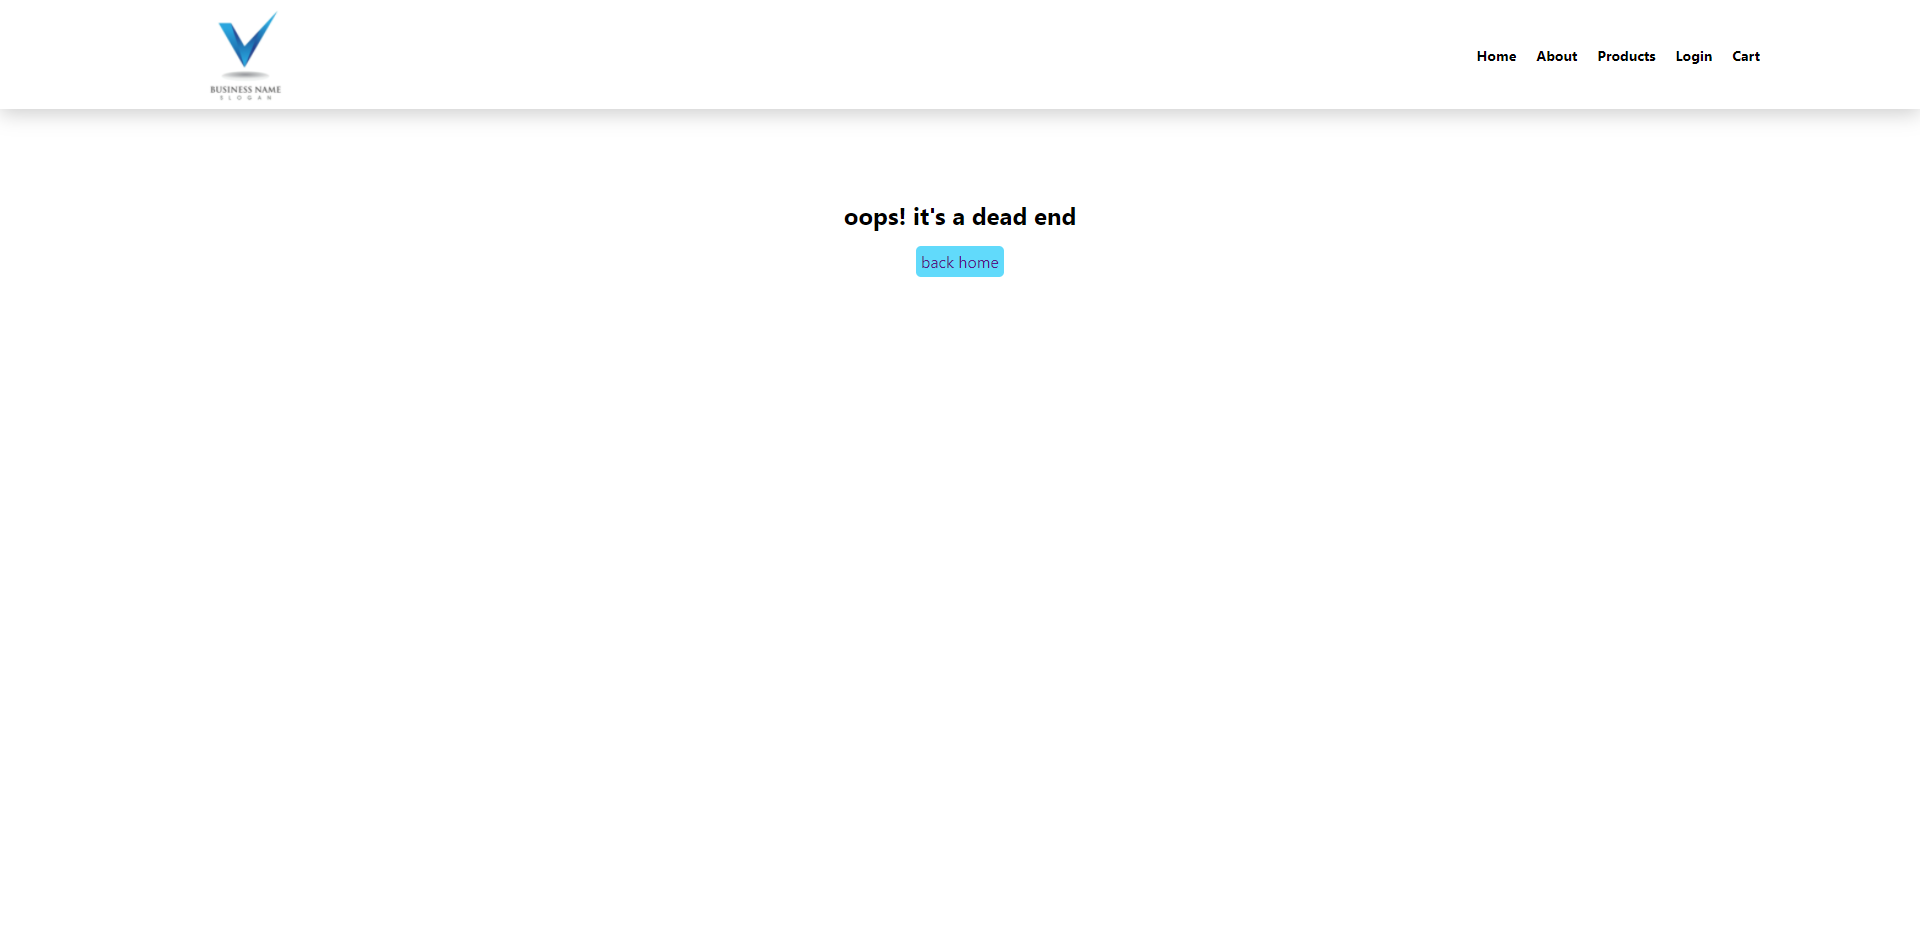 BUSINESS NAME
SLOGAN
Home About Products Login Cart
oops! it's a dead end
back home